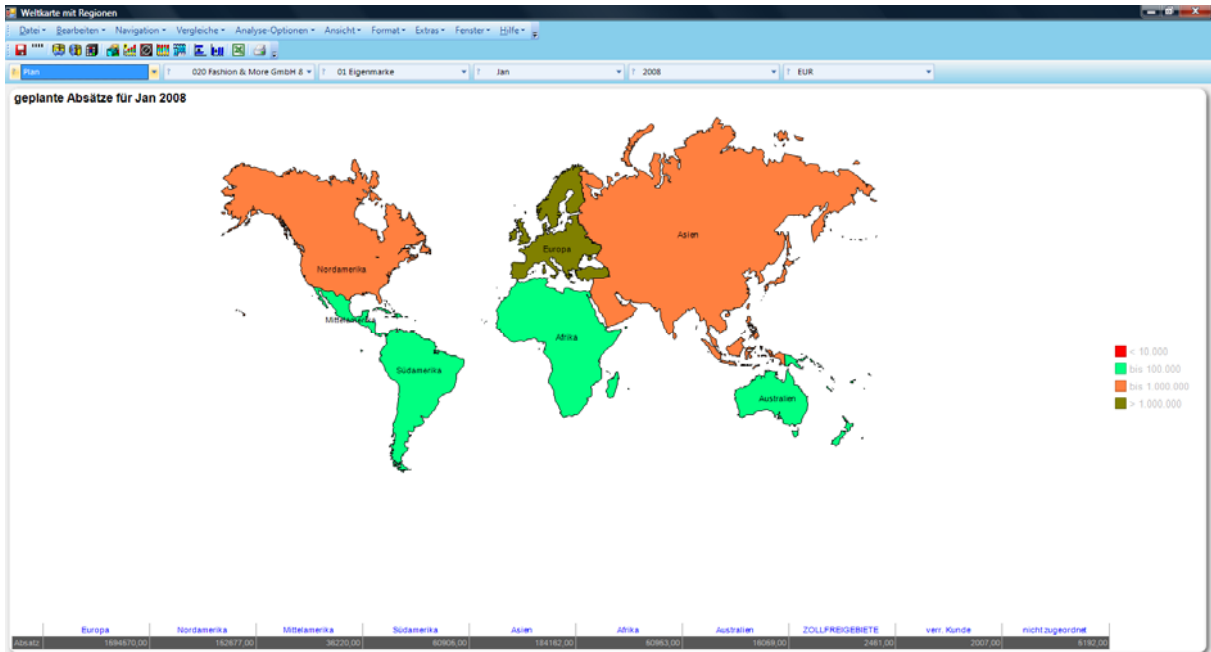 Weltkarte mit Regionen
Datei Bearbeiten Navigation Vergleiche Analyse-Optionen Ansicht Format Extras Fenster Hilfe
Plan 020 Fashion & More GmbH & 01 Eigenmarke Jan 2008 EUR
geplante Absätze für Jan 2008
Asien
Europa
Nordamerika
Mittelamerika
Afrika
Südamerika
Australien
< 10.000
bis 100.000
bis 1.000.000
> 1.000.000
Europa Nordamerika Mittelamerika Südamerika Asien Afrika Australien ZOLLFREIGEBIETE verr. Kunde nicht zugeordnet
Absatz 1694670,00 162677,00 36220,00 60906,00 184162,00 60963,00 16069,00 2461,00 2007,00 6192,00